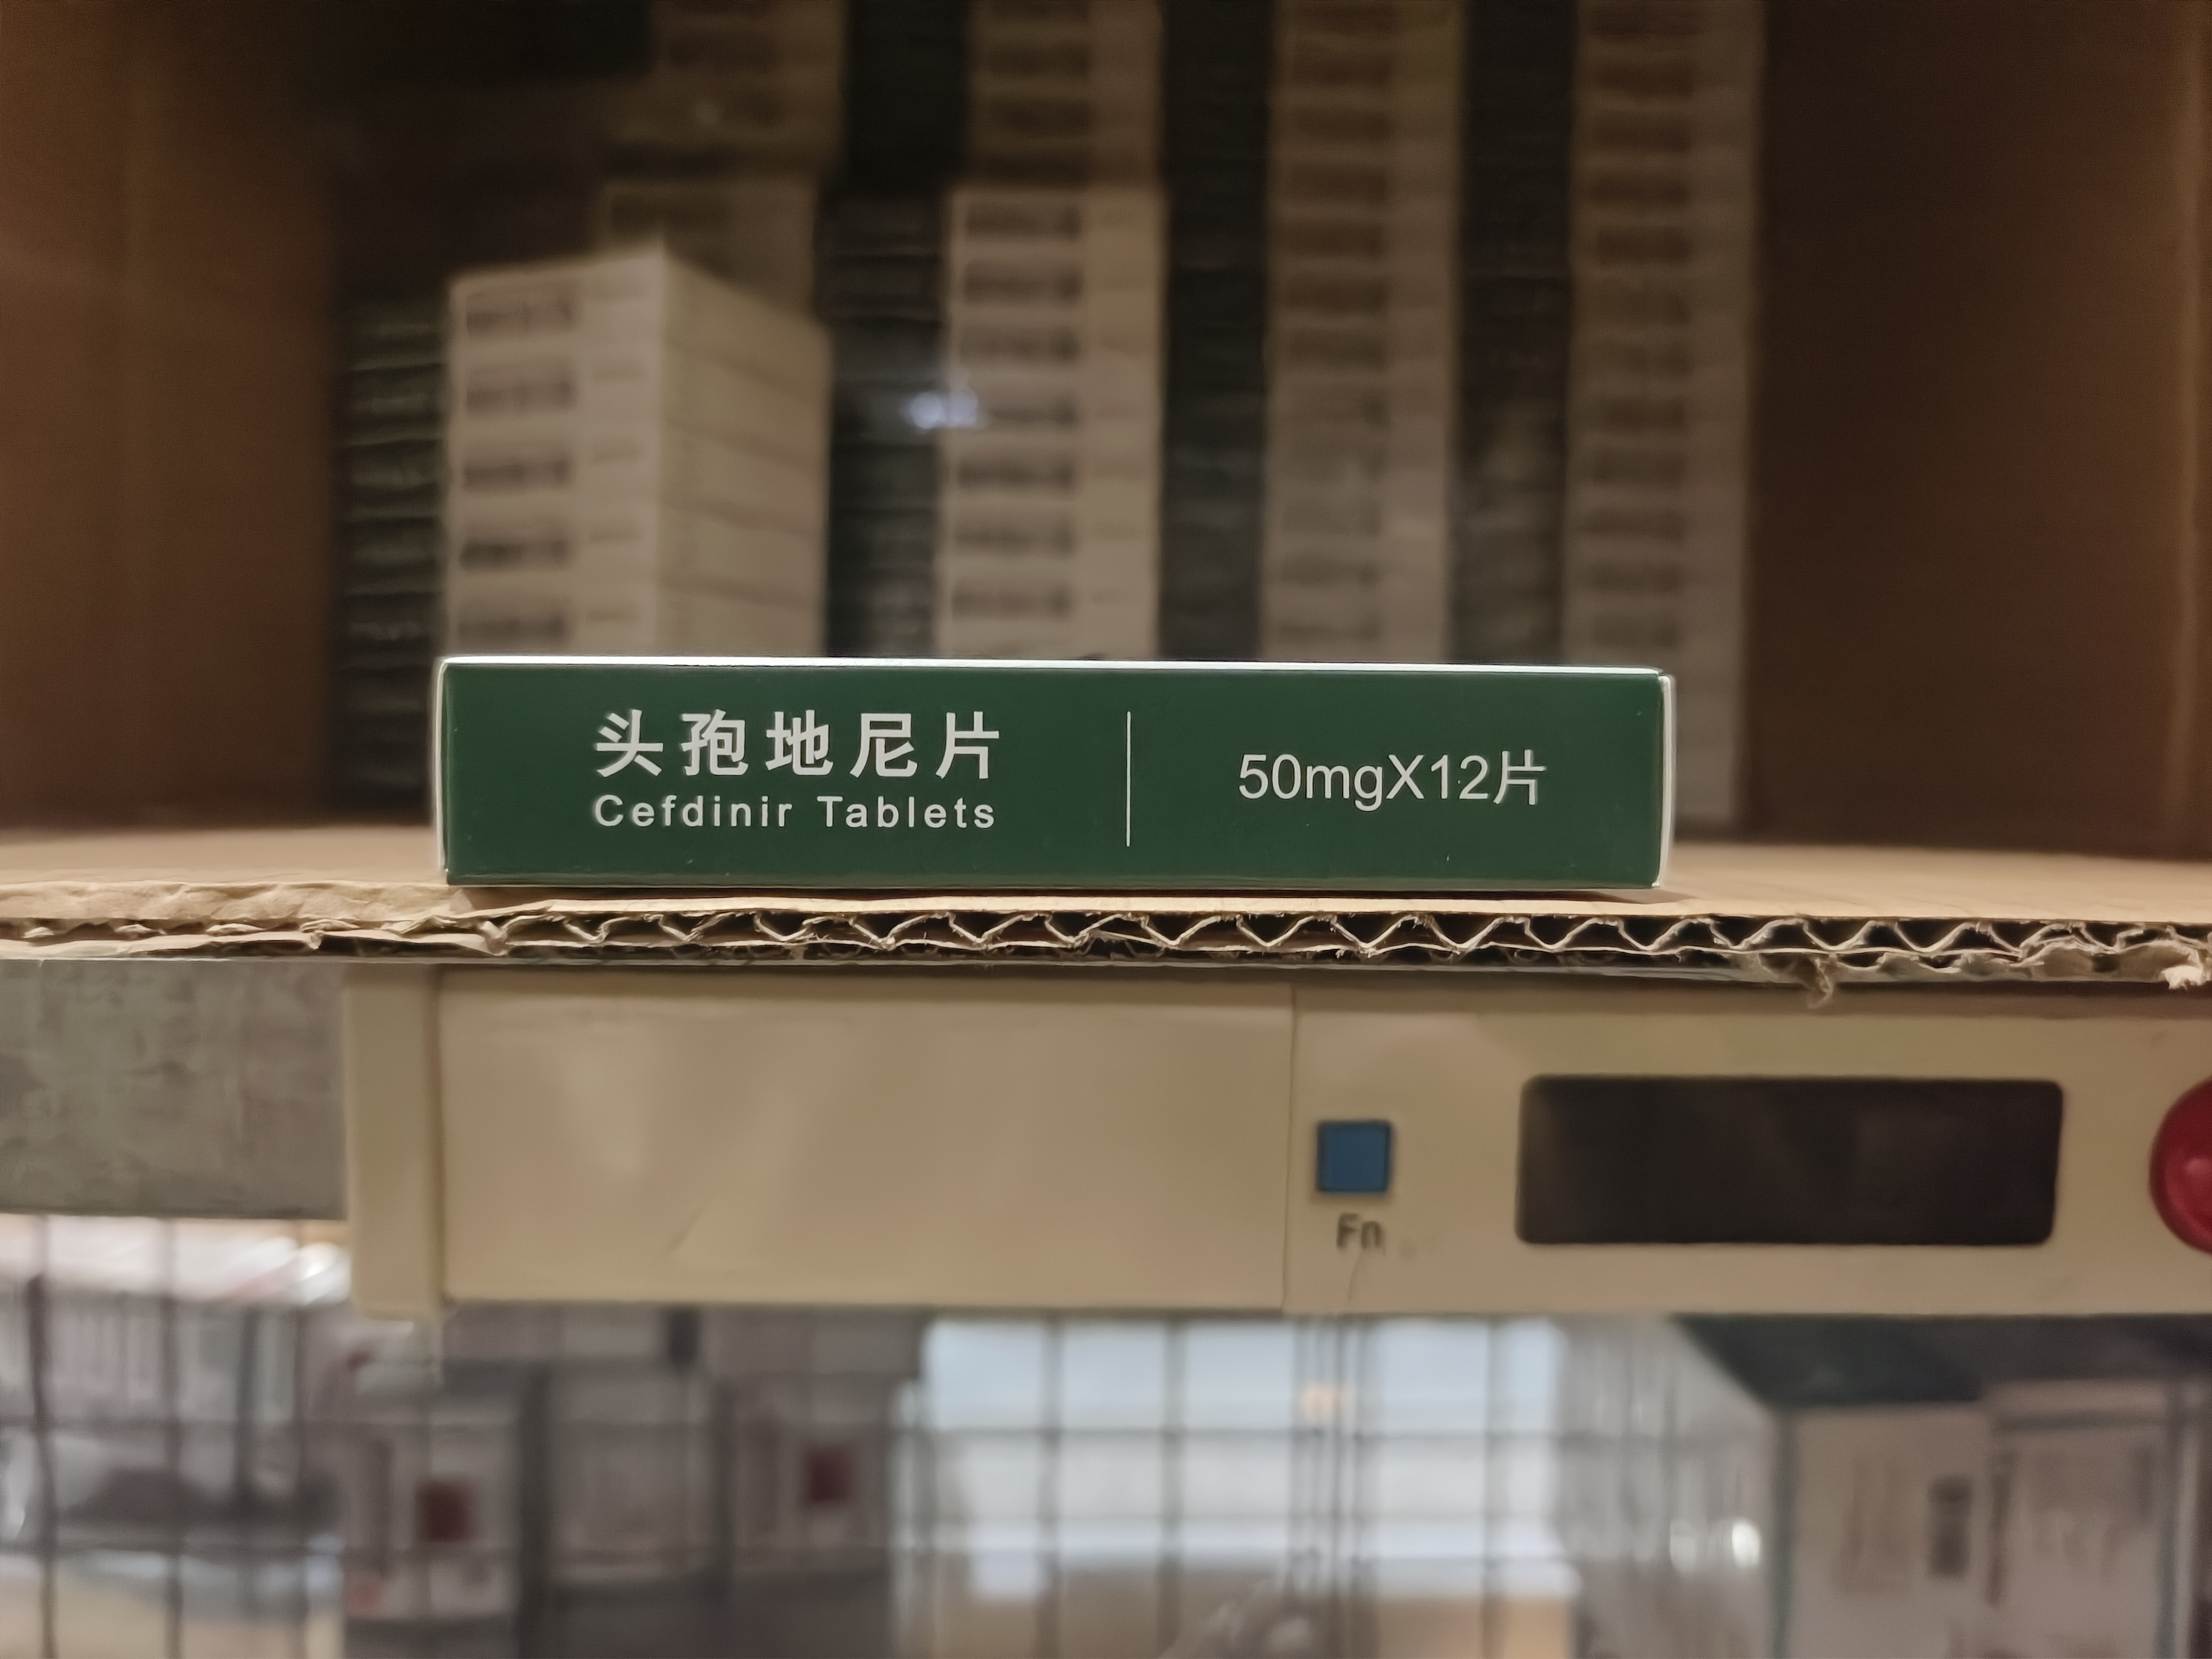 头孢地尼片
Cefdinir Tablets
50mgX12片
Fn